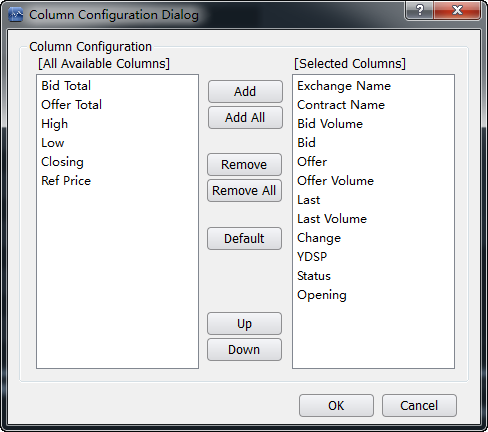 Column Configuration Dialog
?
Column Configuration
[All Available Columns]
Bid Total
Offer Total
High
Low
Closing
Ref Price
Add
Add All
Remove
Remove All
Default
Up
Down
[Selected Columns]
Exchange Name
Contract Name
Bid Volume
Bid
Offer
Offer Volume
Last
Last Volume
Change
YDSP
Status
Opening
OK
Cancel